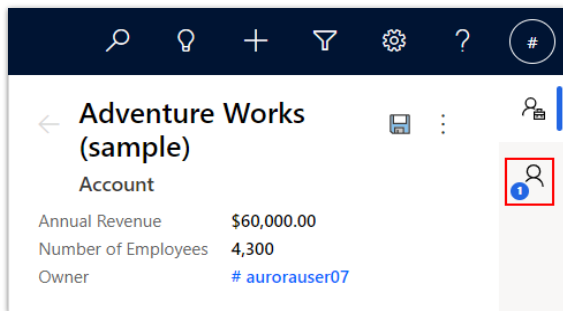 #
Adventure Works
(sample)
Account
Annual Revenue $60,000.00
Number of Employees 4,300
Owner # aurorauser07
1